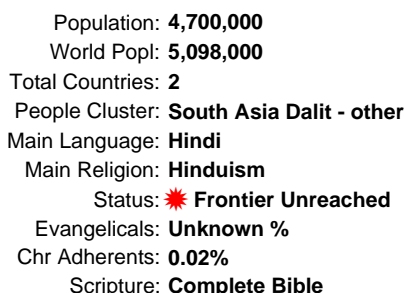 Population: 4,700,000
World Popl: 5,098,000
Total Countries: 2
People Cluster: South Asia Dalit - other
Main Language: Hindi
Main Religion: Hinduism
Status: Frontier Unreached
Evangelicals: Unknown %
Chr Adherents: 0.02%
Scripture: Complete Bible